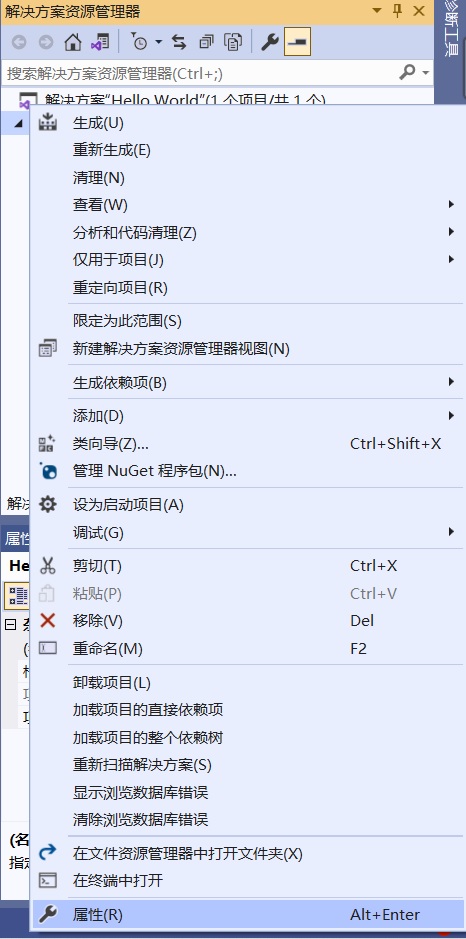 解决方案资源管理器
诊断工具
搜索解决方案资源管理器(Ctrl+;)
解决方案"Hello World"(1 个项目/共 1 个)
生成(U)
重新生成(E)
清理(N)
查看(W)
分析和代码清理(Z)
仅用于项目(J)
重定向项目(R)
限定为此范围(S)
新建解决方案资源管理器视图(N)
生成依赖项(B)
添加(D)
类向导(Z)... Ctrl+Shift+X
管理 NuGet 程序包(N)...
设为启动项目(A)
解决
调试(G)
属性
剪切(T) Ctrl+X
He
粘贴(P) Ctrl+V
移除(V) Del
重命名(M) F2
卸载项目(L)
加载项目的直接依赖项
加载项目的整个依赖树
重新扫描解决方案(S)
显示浏览数据库错误
清除浏览数据库错误
(名
在文件资源管理器中打开文件夹(X)
指定
在终端中打开
属性(R) Alt+Enter